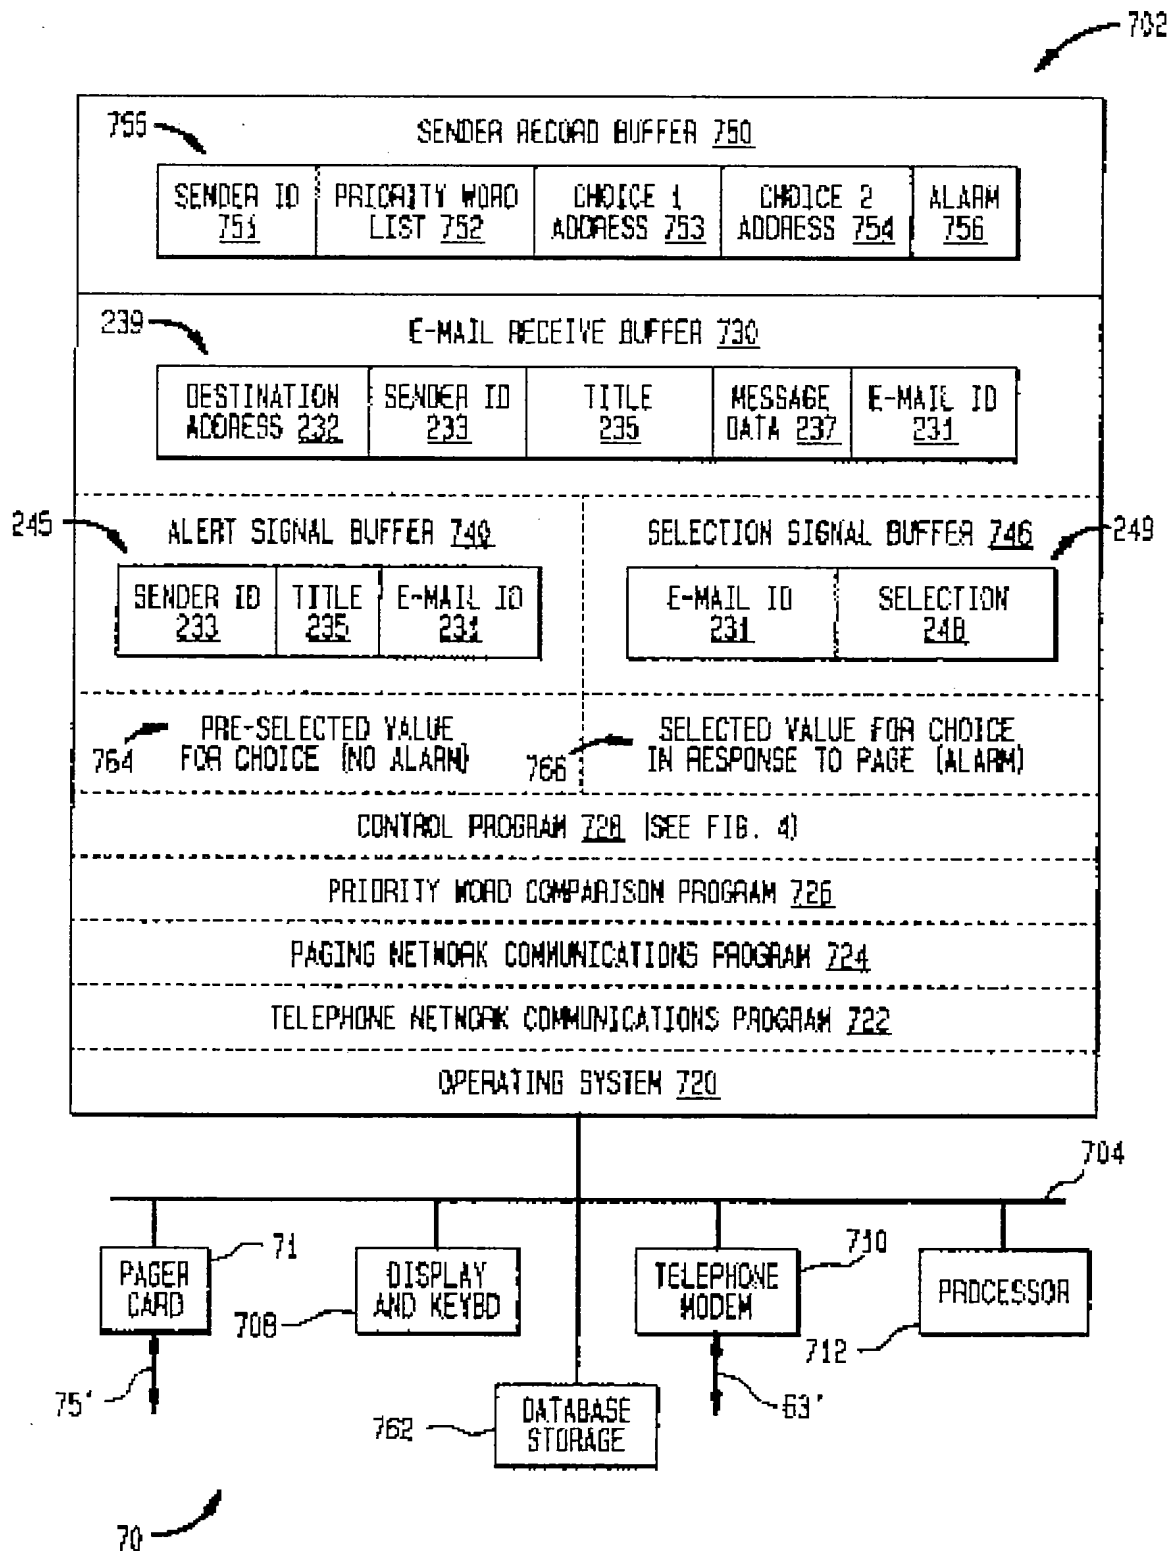 702
755
SENDER RECORD BUFFER 750
SENDER ID 751
PRIORITY WORD LIST 752
CHOICE 1 ADDRESS 753
CHOICE 2 ADDRESS 754
ALARM 756
239
E-MAIL RECEIVE BUFFER 730
DESTINATION ADDRESS 232
SENDER ID 233
TITLE 235
MESSAGE DATA 237
E-MAIL ID 231
245
ALERT SIGNAL BUFFER 740
SENDER ID 233
TITLE 235
E-MAIL ID 231
SELECTION SIGNAL BUFFER 746
249
E-MAIL ID 231
SELECTION 248
764
PRE-SELECTED VALUE
FOR CHOICE (NO ALARM)
766
SELECTED VALUE FOR CHOICE
IN RESPONSE TO PAGE (ALARM)
CONTROL PROGRAM 728 (SEE FIG. 4)
PRIORITY WORD COMPARISON PROGRAM 726
PAGING NETWORK COMMUNICATIONS PROGRAM 724
TELEPHONE NETWORK COMMUNICATIONS PROGRAM 722
OPERATING SYSTEM 720
704
PAGER CARD
71
DISPLAY AND KEYBD
708
TELEPHONE MODEM
710
PROCESSOR
712
75'
63'
DATABASE STORAGE
762
70